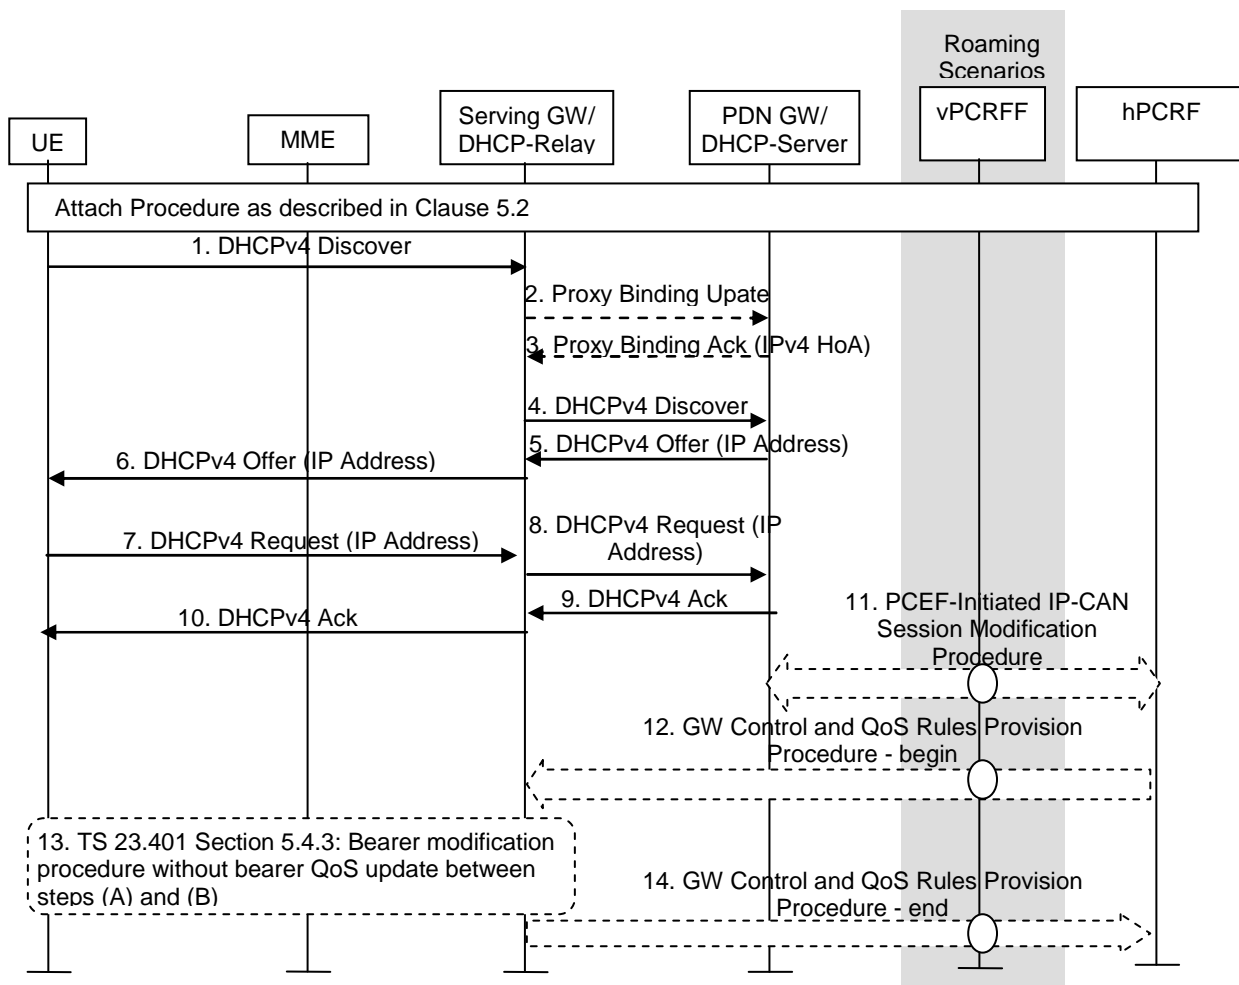 Roaming
Scenarios
UE
MME
Serving GW/
DHCP-Relay
PDN GW/
DHCP-Server
vPCRFF
hPCRF
Attach Procedure as described in Clause 5.2
1. DHCPv4 Discover
2. Proxy Binding Upate
3. Proxy Binding Ack (IPv4 HoA)
4. DHCPv4 Discover
5. DHCPv4 Offer (IP Address)
6. DHCPv4 Offer (IP Address)
7. DHCPv4 Request (IP Address)
8. DHCPv4 Request (IP
Address)
9. DHCPv4 Ack
10. DHCPv4 Ack
11. PCEF-Initiated IP-CAN
Session Modification
Procedure
12. GW Control and QoS Rules Provision
Procedure - begin
13. TS 23.401 Section 5.4.3: Bearer modification
procedure without bearer QoS update between
steps (A) and (B)
14. GW Control and QoS Rules Provision
Procedure - end